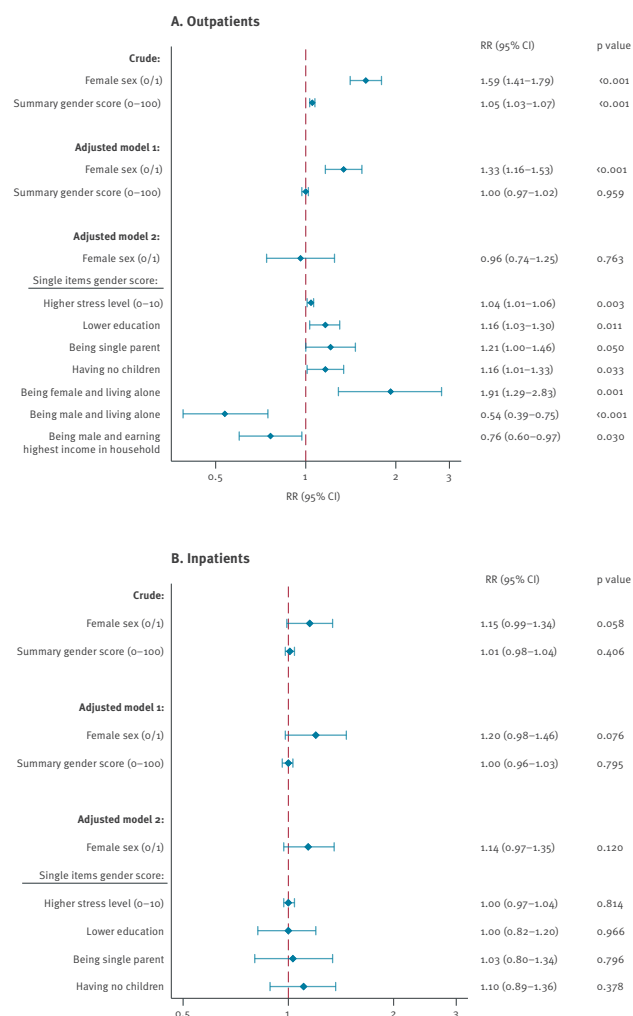 A. Outpatients
RR (95% CI) p value
Crude:
Female sex (0/1) 1.59 (1.41–1.79) <0.001
Summary gender score (0–100) 1.05 (1.03–1.07) <0.001
Adjusted model 1:
Female sex (0/1) 1.33 (1.16–1.53) <0.001
Summary gender score (0–100) 1.00 (0.97–1.02) 0.959
Adjusted model 2:
Female sex (0/1) 0.96 (0.74–1.25) 0.763
Single items gender score:
Higher stress level (0–10) 1.04 (1.01–1.06) 0.003
Lower education 1.16 (1.03–1.30) 0.011
Being single parent 1.21 (1.00–1.46) 0.050
Having no children 1.16 (1.01–1.33) 0.033
Being female and living alone 1.91 (1.29–2.83) 0.001
Being male and living alone 0.54 (0.39–0.75) <0.001
Being male and earning
highest income in household 0.76 (0.60–0.97) 0.030
0.5 1 2 3
RR (95% CI)
B. Inpatients
RR (95% CI) p value
Crude:
Female sex (0/1) 1.15 (0.99–1.34) 0.058
Summary gender score (0–100) 1.01 (0.98–1.04) 0.406
Adjusted model 1:
Female sex (0/1) 1.20 (0.98–1.46) 0.076
Summary gender score (0–100) 1.00 (0.96–1.03) 0.795
Adjusted model 2:
Female sex (0/1) 1.14 (0.97–1.35) 0.120
Single items gender score:
Higher stress level (0–10) 1.00 (0.97–1.04) 0.814
Lower education 1.00 (0.82–1.20) 0.966
Being single parent 1.03 (0.80–1.34) 0.796
Having no children 1.10 (0.89–1.36) 0.378
0.5 1 2 3